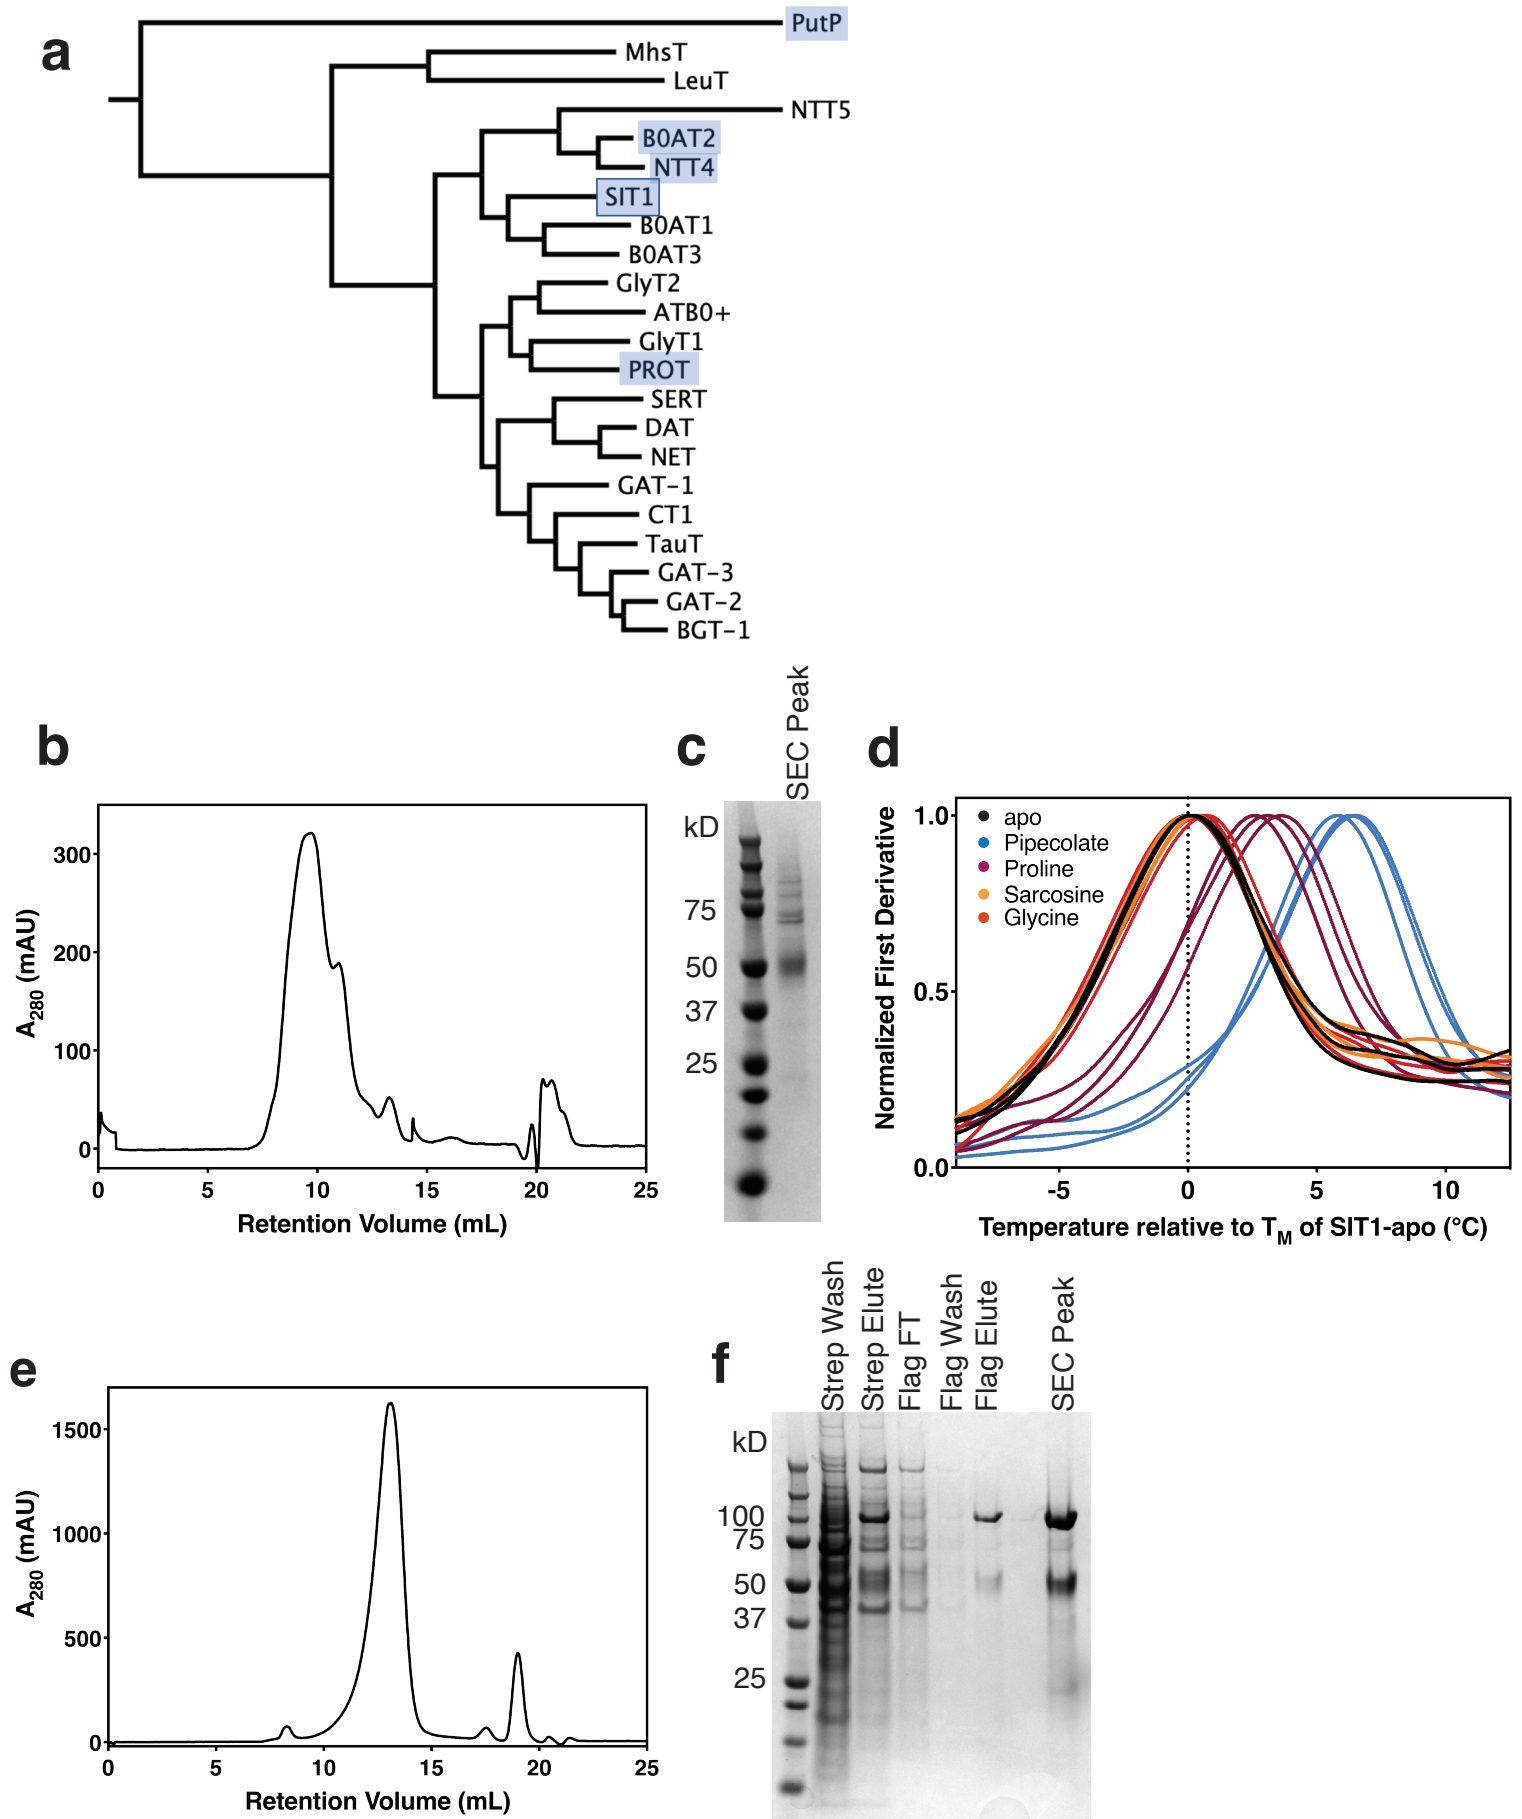 a
PutP
MhsT
LeuT
NTT5
B0AT2
NTT4
SIT1
B0AT1
B0AT3
GlyT2
ATB0+
GlyT1
PROT
SERT
DAT
NET
GAT-1
CT1
TauT
GAT-3
GAT-2
BGT-1
b
A280 (mAU)
300
200
100
0
0 5 10 15 20 25
Retention Volume (mL)
c
SEC Peak
kD
75
50
37
25
d
Normalized First Derivative
1.0
0.5
0.0
apo
Pipecolate
Proline
Sarcosine
Glycine
-5 0 5 10
Temperature relative to TM of SIT1-apo (°C)
e
A280 (mAU)
1500
1000
500
0
0 5 10 15 20 25
Retention Volume (mL)
f
Strep Wash
Strep Elute
Flag FT
Flag Wash
Flag Elute
SEC Peak
kD
100
75
50
37
25